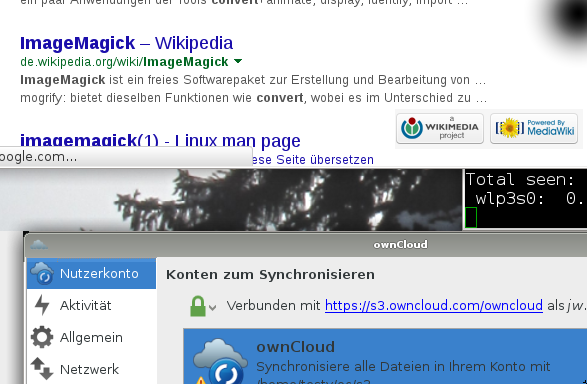 ein paar Anwendungen der Tools convert+animate, display, identify, import ...
ImageMagick – Wikipedia
de.wikipedia.org/wiki/ImageMagick
ImageMagick ist ein freies Softwarepaket zur Erstellung und Bearbeitung von ...
mogrify: bietet dieselben Funktionen wie convert, wobei es im Unterschied zu ...
A WIKIMEDIA project
Powered By MediaWiki
imagemagick(1) - Linux man page
oogle.com...
ese Seite übersetzen
Total seen:
wlp3s0: 0.
ownCloud
Nutzerkonto
Aktivität
Allgemein
Netzwerk
Konten zum Synchronisieren
Verbunden mit https://s3.owncloud.com/owncloud als jw.
ownCloud
Synchronisiere alle Dateien in Ihrem Konto mit